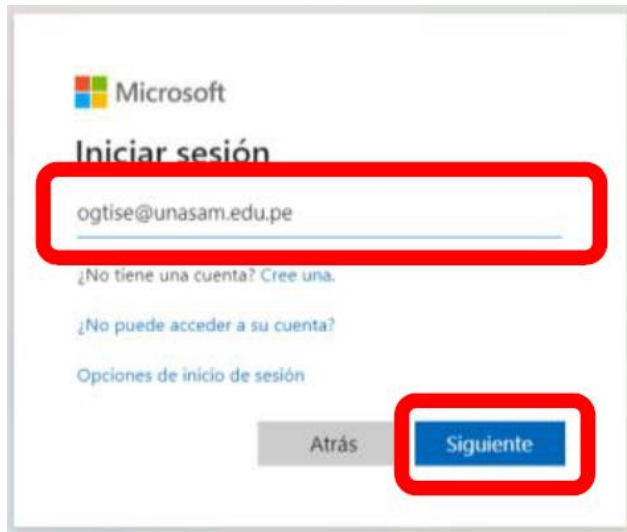 Microsoft
Iniciar sesión
ogtise@unasam.edu.pe
¿No tiene una cuenta? Cree una.
¿No puede acceder a su cuenta?
Opciones de inicio de sesión
Atrás Siguiente